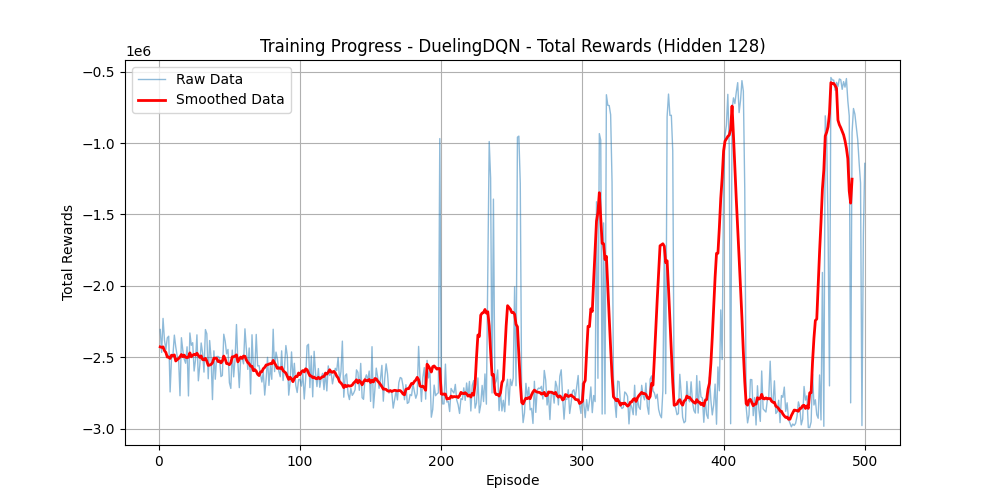 Training Progress - DuelingDQN - Total Rewards (Hidden 128)
1e6
Raw Data
Smoothed Data
−0.5
−1.0
−1.5
−2.0
−2.5
−3.0
Total Rewards
0 100 200 300 400 500
Episode